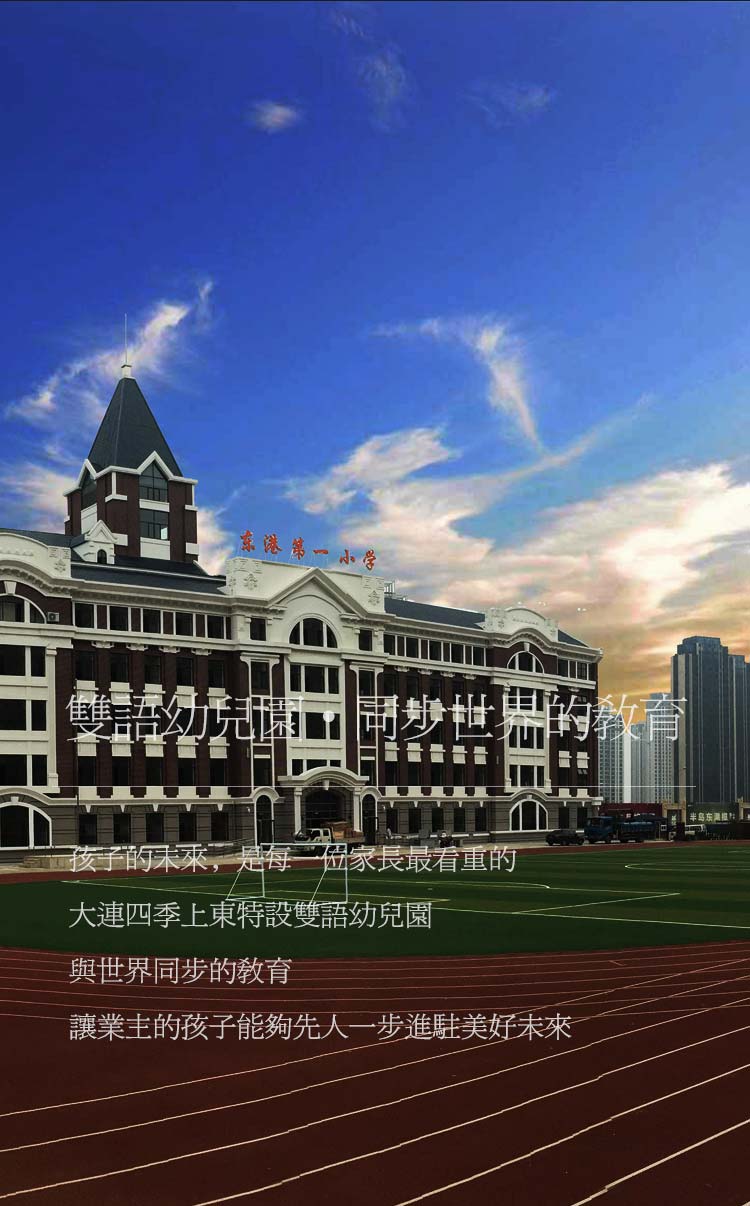 东港第一小学
雙語幼兒園·同步世界的教育
半岛东
孩子的未來，是每一位家長最看重的
大連四季上東特設雙語幼兒園
與世界同步的教育
讓業主的孩子能夠先人一步進駐美好未來